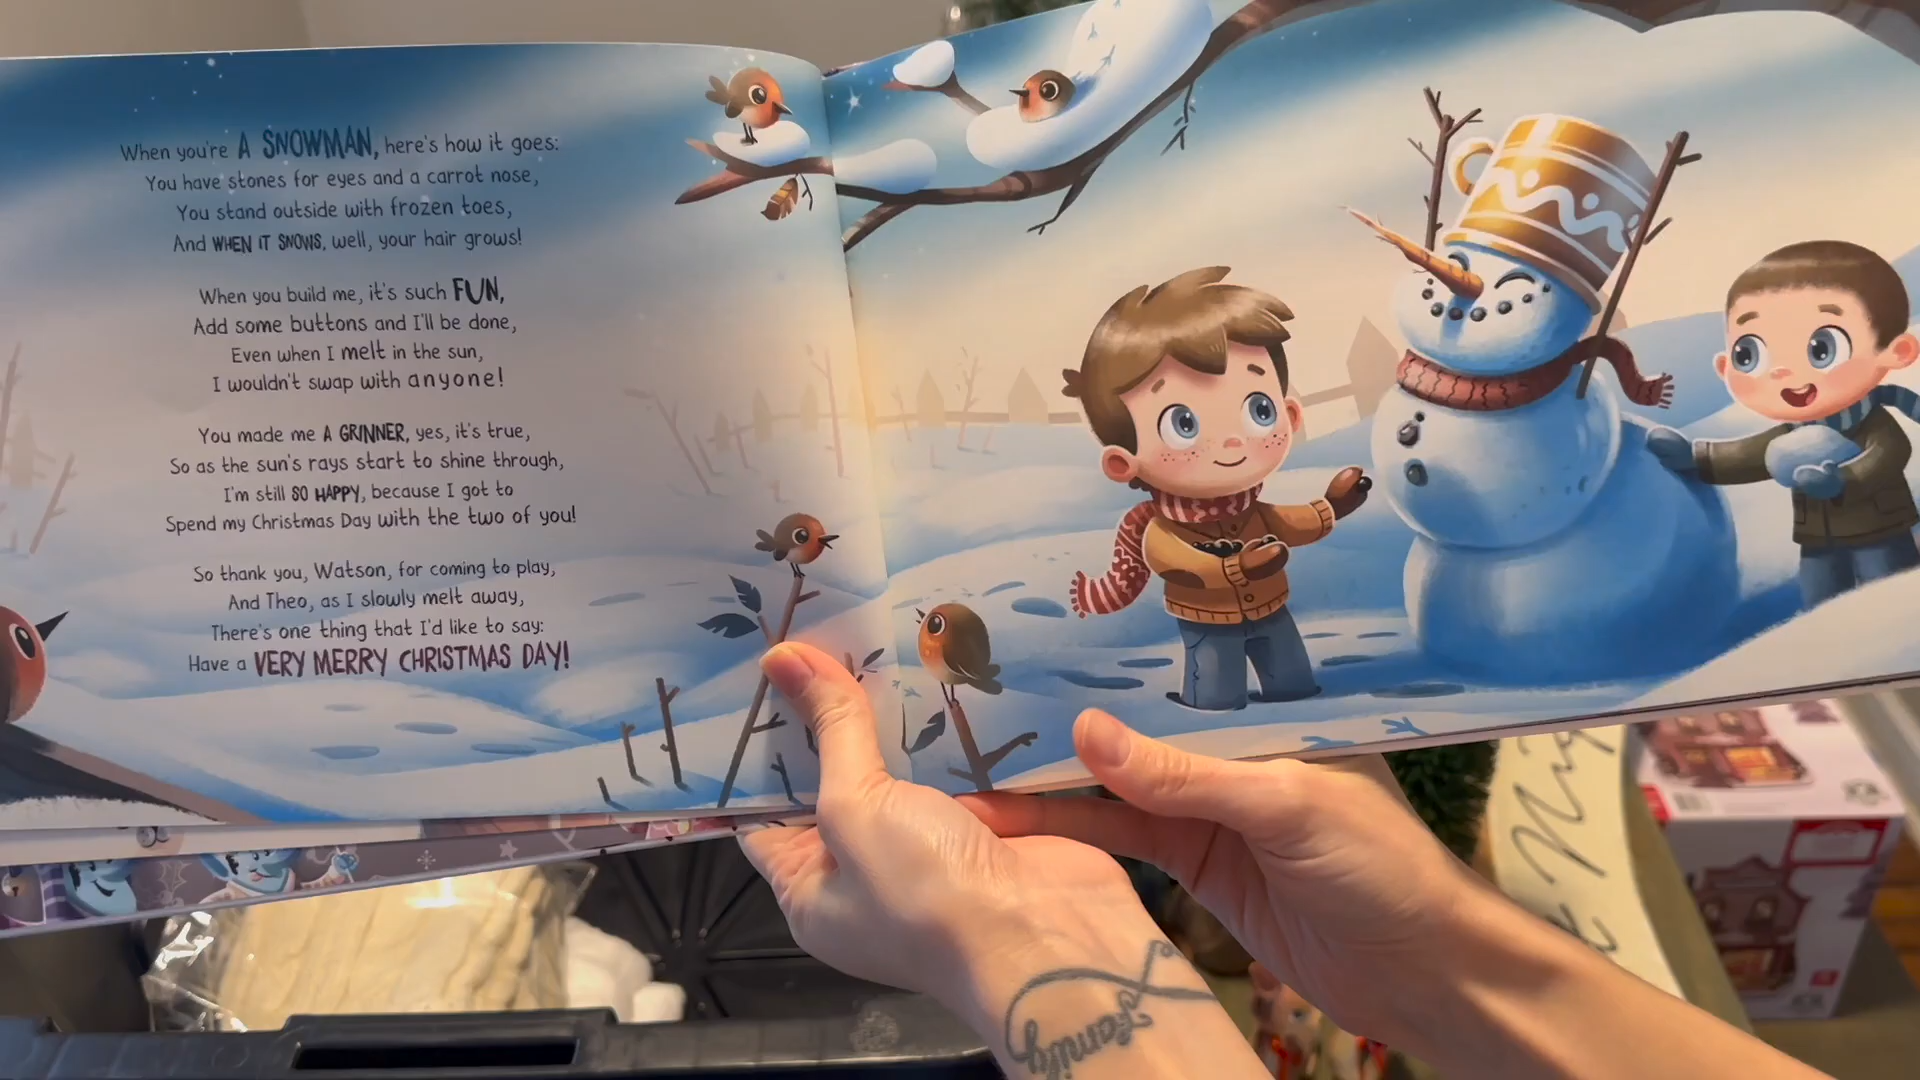 When you're A SNOWMAN, here's how it goes:
You have stones for eyes and a carrot nose,
You stand outside with frozen toes,
And WHEN IT SNOWS, well, your hair grows!
When you build me, it's such FUN,
Add some buttons and I'll be done,
Even when I melt in the sun,
I wouldn't swap with anyone!
You made me A GRINNER, yes, it's true,
So as the sun's rays start to shine through,
I'm still SO HAPPY, because I got to
Spend my Christmas Day with the two of you!
So thank you, Watson, for coming to play,
And Theo, as I slowly melt away,
There's one thing that I'd like to say:
Have a VERY MERRY CHRISTMAS DAY!
Family